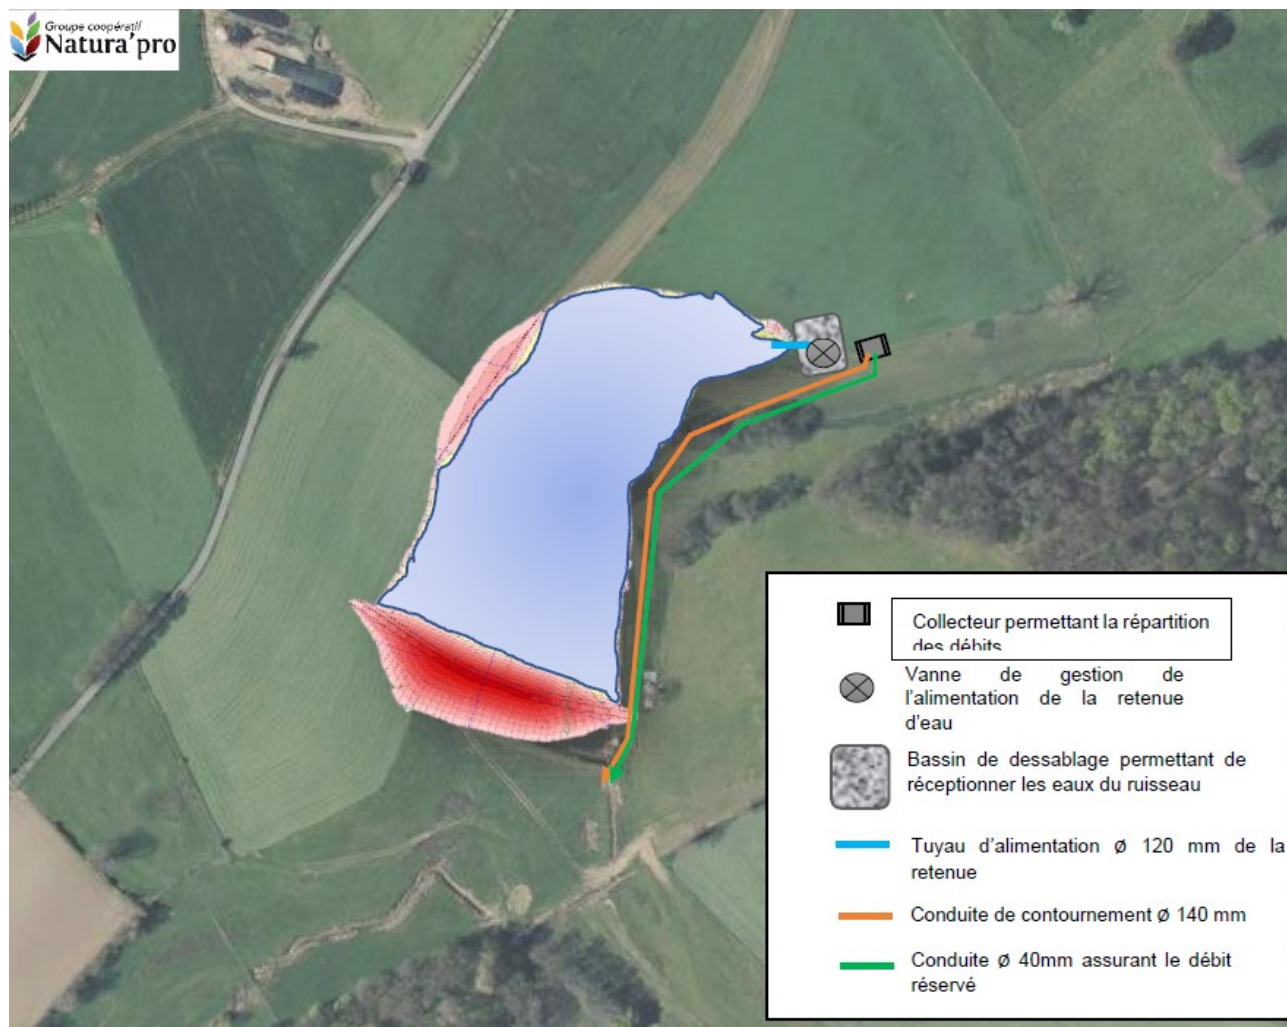 Groupe coopératif
Natura'pro
Collecteur permettant la répartition
des débits
Vanne de gestion de
l'alimentation de la retenue
d'eau
Bassin de dessablage permettant de
réceptionner les eaux du ruisseau
Tuyau d'alimentation Ø 120 mm de la
retenue
Conduite de contournement Ø 140 mm
Conduite Ø 40mm assurant le débit
réservé